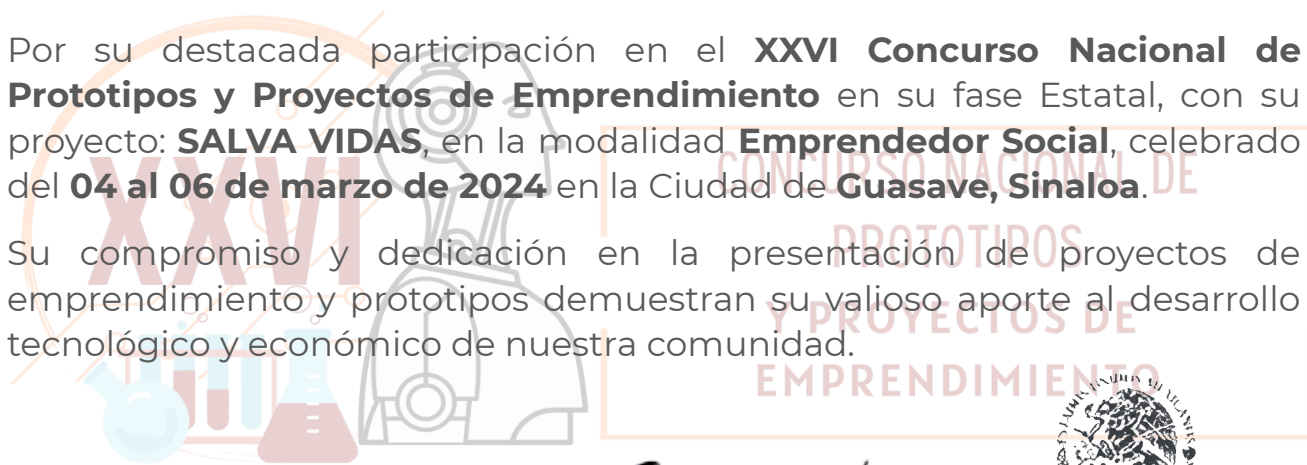 Por su destacada participación en el XXVI Concurso Nacional de
Prototipos y Proyectos de Emprendimiento en su fase Estatal, con su
proyecto: SALVA VIDAS, en la modalidad Emprendedor Social, celebrado
del 04 al 06 de marzo de 2024 en la Ciudad de Guasave, Sinaloa.
Su compromiso y dedicación en la presentación de proyectos de
emprendimiento y prototipos demuestran su valioso aporte al desarrollo
tecnológico y económico de nuestra comunidad.
XXVI
CONCURSO NACIONAL DE
PROTOTIPOS
Y PROYECTOS DE
EMPRENDIMIENTO